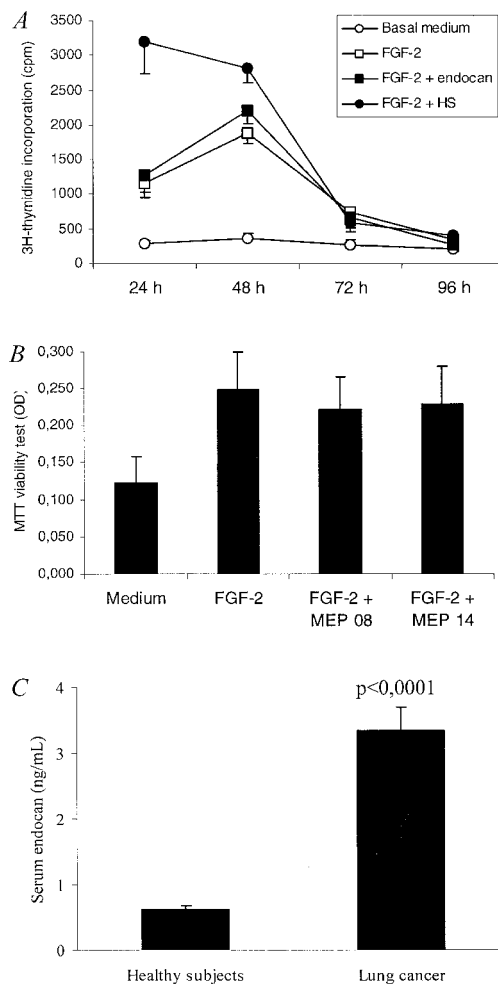 A
3H-thymidine incorporation (cpm)
3500
3000
2500
2000
1500
1000
500
0
24 h 48 h 72 h 96 h
Basal medium
FGF-2
FGF-2 + endocan
FGF-2 + HS
B
MTT viability test (OD)
0,300
0,250
0,200
0,150
0,100
0,050
0,000
Medium FGF-2 FGF-2 + FGF-2 +
MEP 08 MEP 14
C
Serum endocan (ng/mL)
4
3
2
1
0
p<0,0001
Healthy subjects Lung cancer